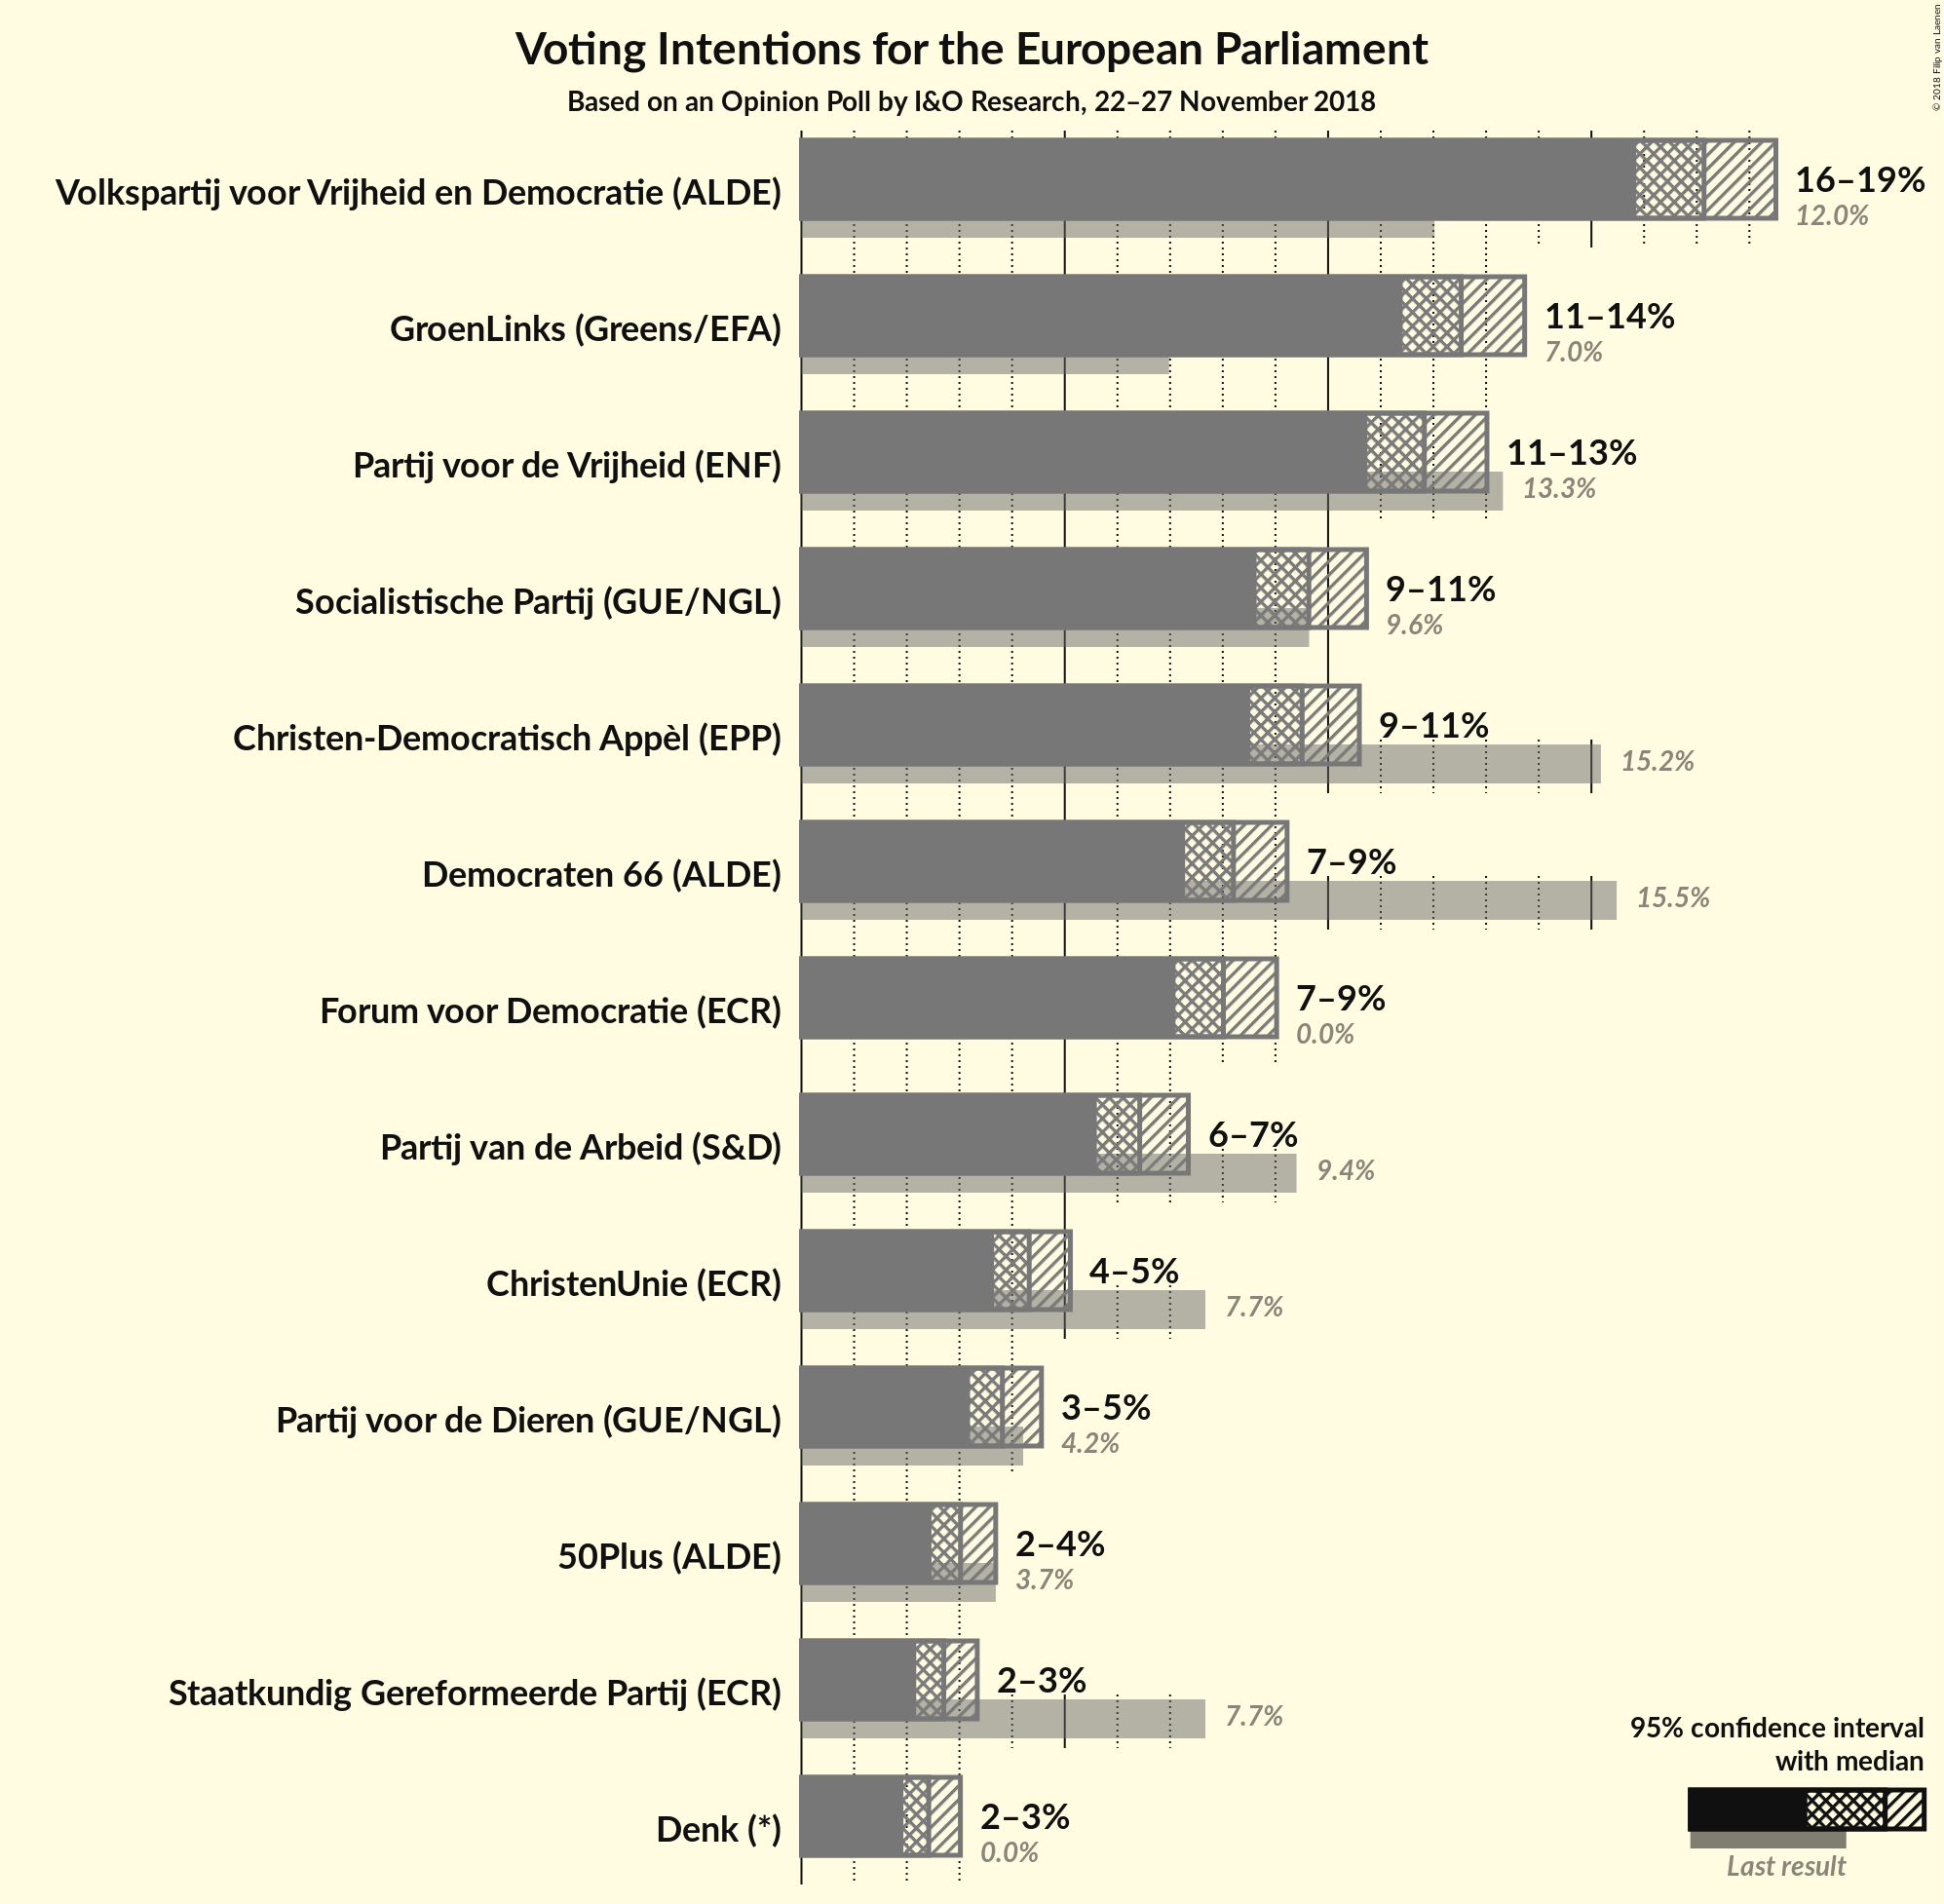 Voting Intentions for the European Parliament
Based on an Opinion Poll by I&O Research, 22–27 November 2018
© 2018 Filip van Laenen
Volkspartij voor Vrijheid en Democratie (ALDE)
16–19%
12.0%
GroenLinks (Greens/EFA)
11–14%
7.0%
Partij voor de Vrijheid (ENF)
11–13%
13.3%
Socialistische Partij (GUE/NGL)
9–11%
9.6%
Christen-Democratisch Appèl (EPP)
9–11%
15.2%
Democraten 66 (ALDE)
7–9%
15.5%
Forum voor Democratie (ECR)
7–9%
0.0%
Partij van de Arbeid (S&D)
6–7%
9.4%
ChristenUnie (ECR)
4–5%
7.7%
Partij voor de Dieren (GUE/NGL)
3–5%
4.2%
50Plus (ALDE)
2–4%
3.7%
Staatkundig Gereformeerde Partij (ECR)
2–3%
7.7%
Denk (*)
2–3%
0.0%
95% confidence interval
with median
Last result